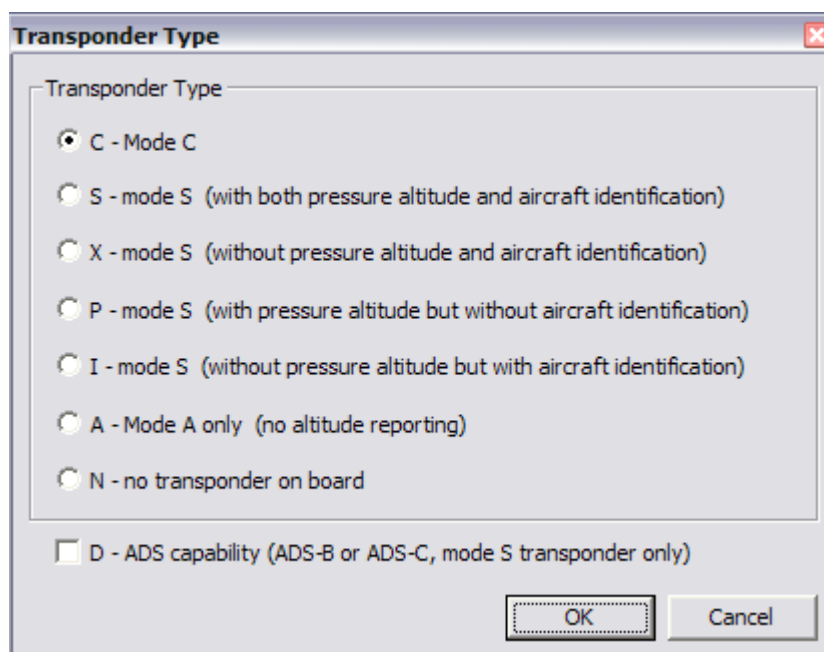 Transponder Type
Transponder Type
C - Mode C
S - mode S (with both pressure altitude and aircraft identification)
X - mode S (without pressure altitude and aircraft identification)
P - mode S (with pressure altitude but without aircraft identification)
I - mode S (without pressure altitude but with aircraft identification)
A - Mode A only (no altitude reporting)
N - no transponder on board
D - ADS capability (ADS-B or ADS-C, mode S transponder only)
OK Cancel